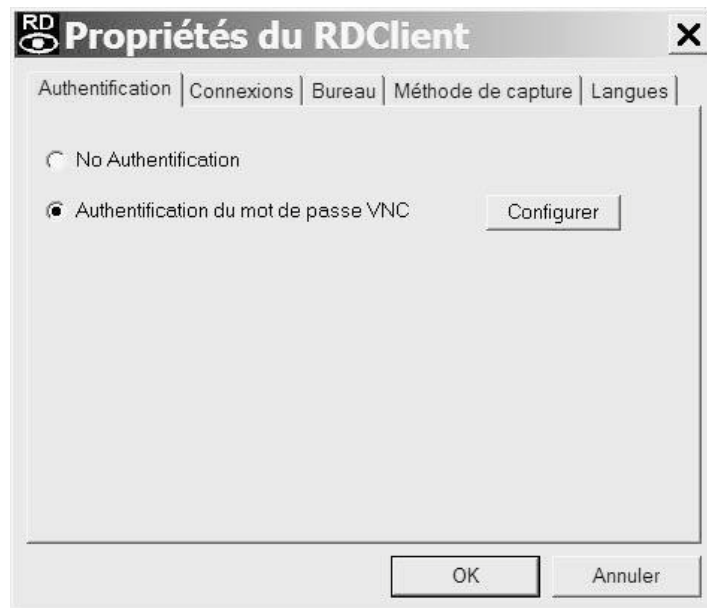 RD Propriétés du RDClient
Authentification Connexions Bureau Méthode de capture Langues
No Authentification
Authentification du mot de passe VNC Configurer
OK Annuler